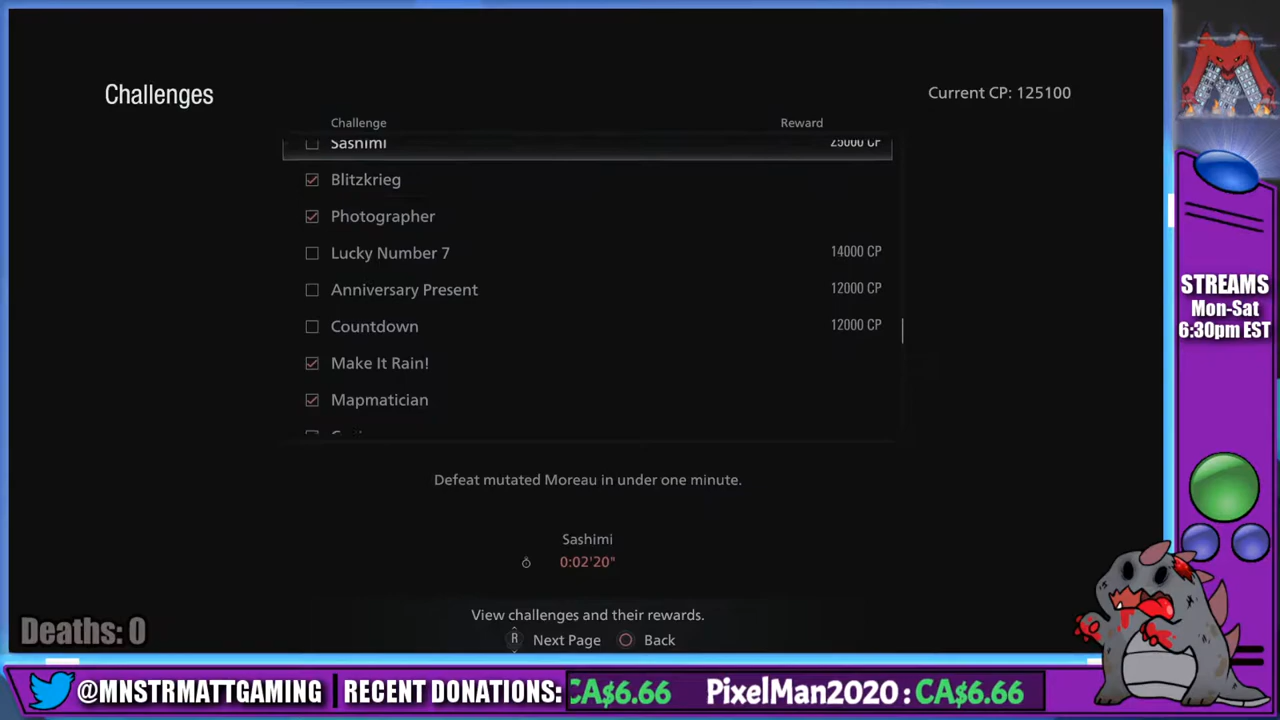 Challenges
Current CP: 125100
Challenge Reward
Sashimi 25000 CP
Blitzkrieg
Photographer
Lucky Number 7 14000 CP
Anniversary Present 12000 CP
Countdown 12000 CP
Make It Rain!
Mapmatician
Defeat mutated Moreau in under one minute.
Sashimi
0:02'20"
View challenges and their rewards.
R Next Page Back
Deaths: 0
STREAMS
Mon-Sat
6:30pm EST
@MNSTRMATTGAMING RECENT DONATIONS: CA$6.66 PixelMan2020 : CA$6.66